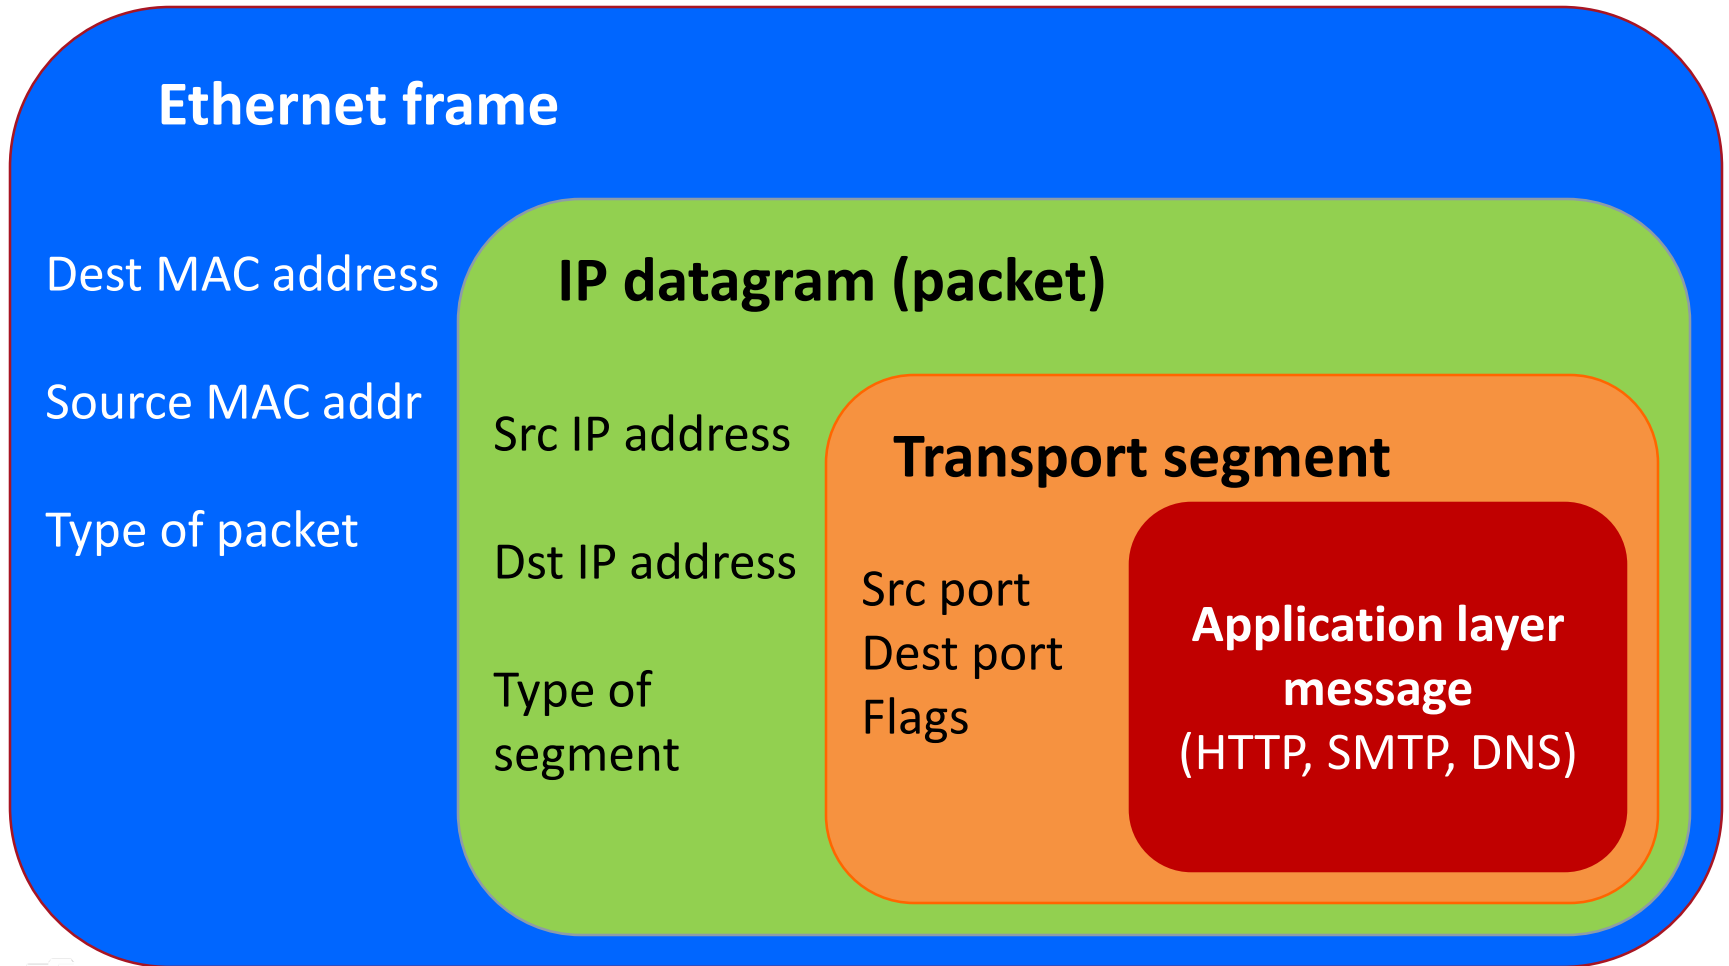 Ethernet frame
Dest MAC address
Source MAC addr
Type of packet
IP datagram (packet)
Src IP address
Dst IP address
Type of
segment
Transport segment
Src port
Dest port
Flags
Application layer
message
(HTTP, SMTP, DNS)